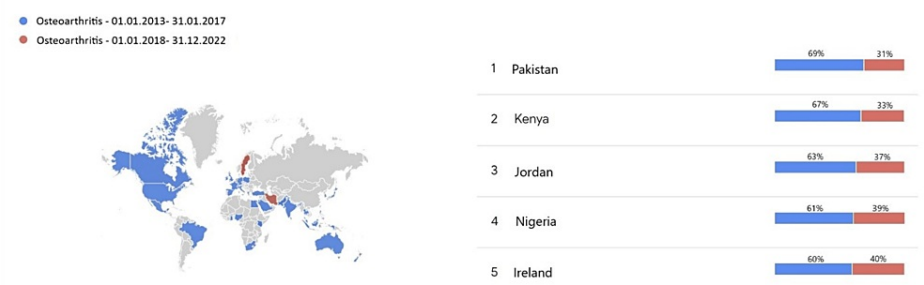 Osteoarthritis - 01.01.2013- 31.01.2017
Osteoarthritis - 01.01.2018- 31.12.2022
69% 31%
1 Pakistan
67% 33%
2 Kenya
63% 37%
3 Jordan
61% 39%
4 Nigeria
60% 40%
5 Ireland